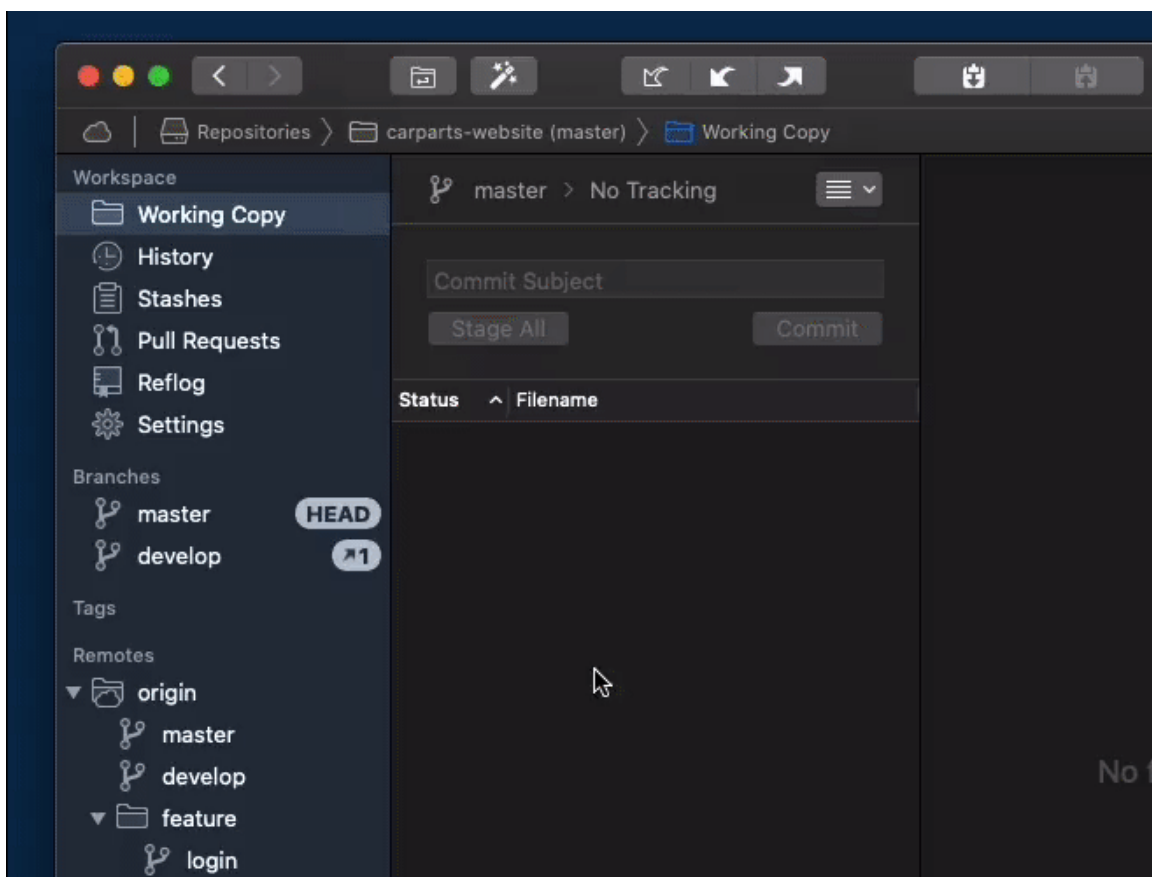 Repositories carparts-website (master) Working Copy
Workspace
Working Copy
History
Stashes
Pull Requests
Reflog
Settings
Branches
master HEAD
develop 1
Tags
Remotes
origin
master
develop
feature
login
master > No Tracking
Commit Subject
Stage All Commit
Status Filename
No